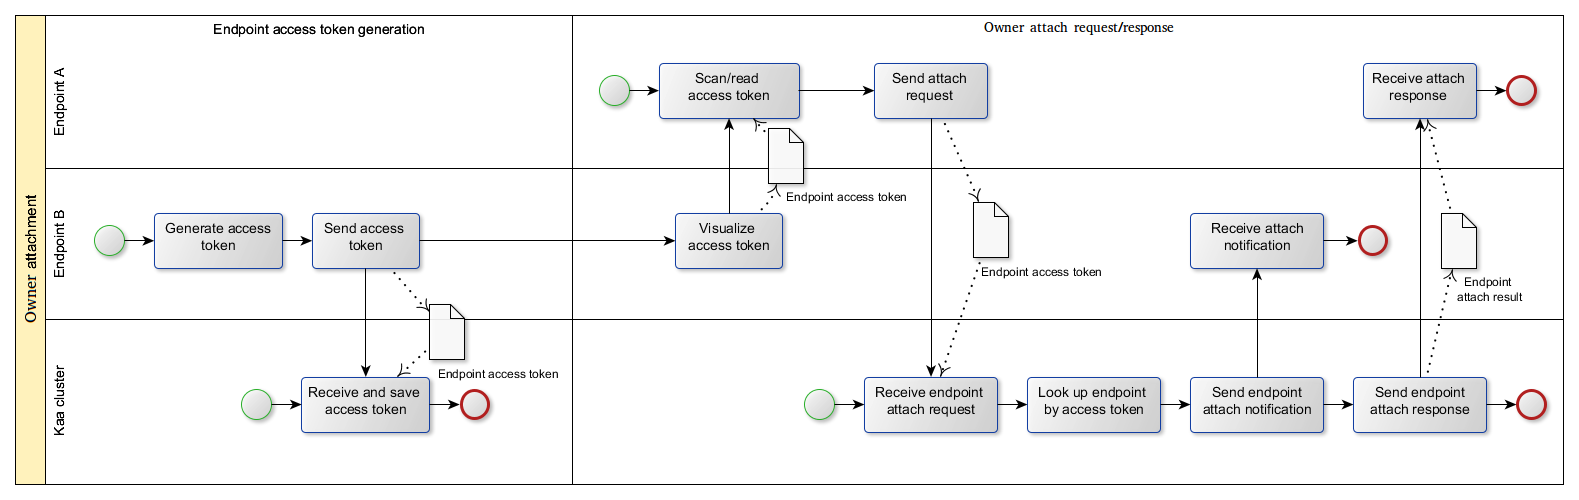 Owner attachment
Endpoint access token generation
Owner attach request/response
Endpoint A
Scan/read
access token
Send attach
request
Receive attach
response
Endpoint access token
Endpoint B
Generate access
token
Send access
token
Visualize
access token
Endpoint access token
Receive attach
notification
Endpoint
attach result
Endpoint access token
Kaa cluster
Receive and save
access token
Receive endpoint
attach request
Look up endpoint
by access token
Send endpoint
attach notification
Send endpoint
attach response